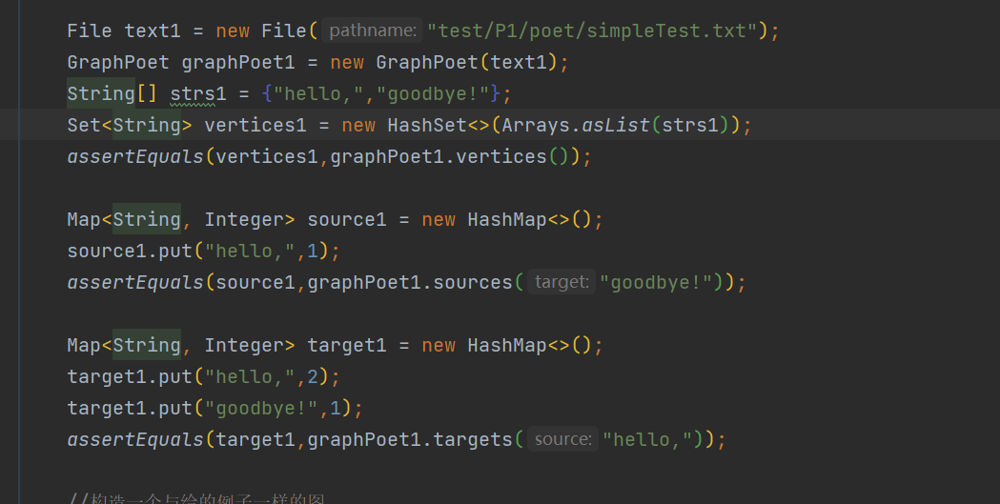 File text1 = new File( pathname: "test/P1/poet/simpleTest.txt");
GraphPoet graphPoet1 = new GraphPoet(text1);
String[] strs1 = {"hello,","goodbye!"};
Set<String> vertices1 = new HashSet<>(Arrays.asList(strs1));
assertEquals(vertices1,graphPoet1.vertices());
Map<String, Integer> source1 = new HashMap<>();
source1.put("hello,",1);
assertEquals(source1,graphPoet1.sources( target: "goodbye!"));
Map<String, Integer> target1 = new HashMap<>();
target1.put("hello,",2);
target1.put("goodbye!",1);
assertEquals(target1,graphPoet1.targets( source: "hello,"));
//构造一个与给的例子一样的图